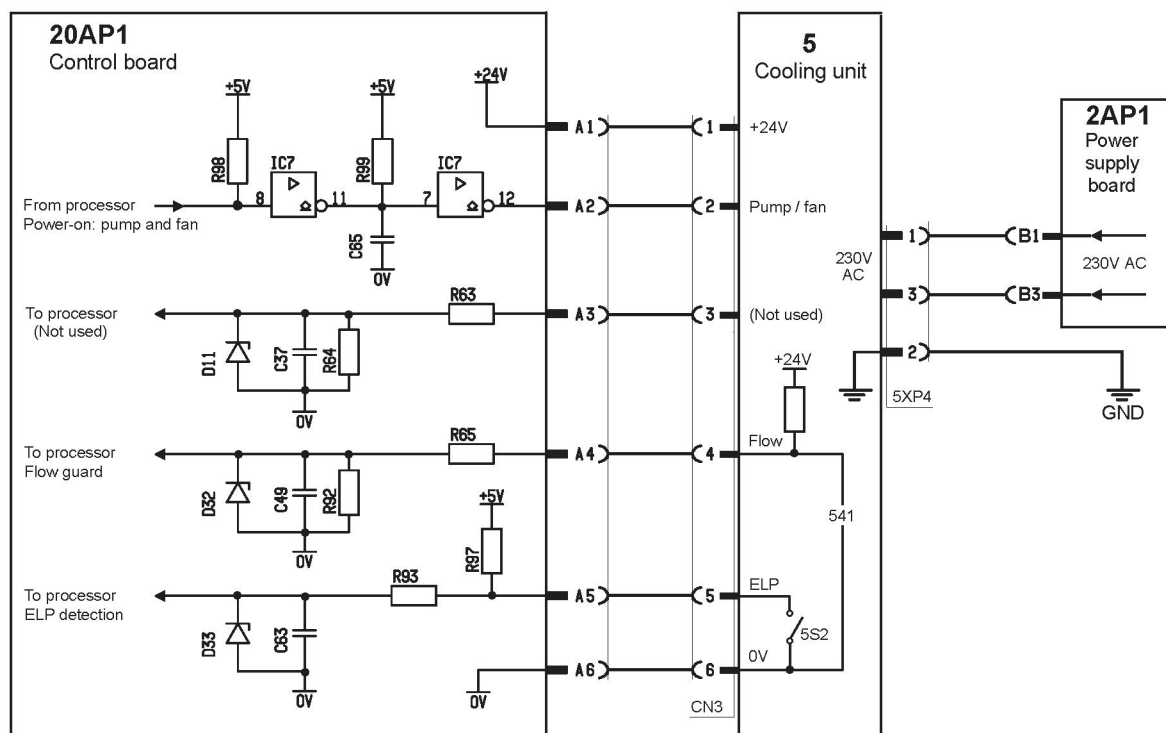 20AP1
Control board
5
Cooling unit
2AP1
Power
supply
board
+5V
+5V
+24V
A1
1
+24V
R98
IC7
R99
IC7
8
11
7
12
A2
2
Pump / fan
From processor
Power-on: pump and fan
C65
0V
230V
AC
1
B1
230V AC
3
B3
To processor
(Not used)
R63
A3
3
(Not used)
D11
C37
R64
0V
+24V
2
5XP4
GND
To processor
Flow guard
R65
A4
4
Flow
D32
C49
R92
0V
+5V
R97
541
To processor
ELP detection
R93
A5
5
ELP
D33
C63
0V
5S2
0V
A6
6
0V
CN3